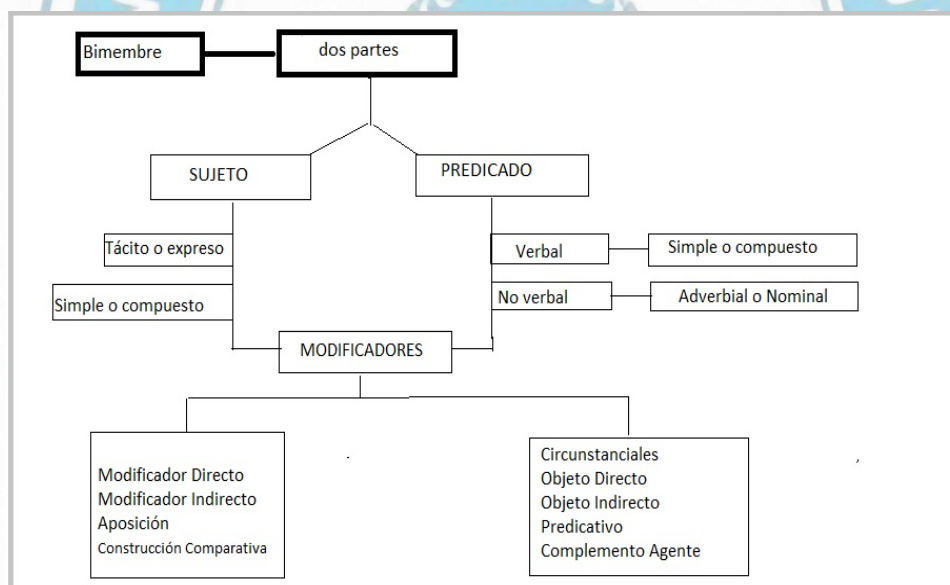 Bimembre
dos partes
SUJETO
PREDICADO
Tácito o expreso
Simple o compuesto
Verbal
Simple o compuesto
No verbal
Adverbial o Nominal
MODIFICADORES
Modificador Directo
Modificador Indirecto
Aposición
Construcción Comparativa
Circunstanciales
Objeto Directo
Objeto Indirecto
Predicativo
Complemento Agente